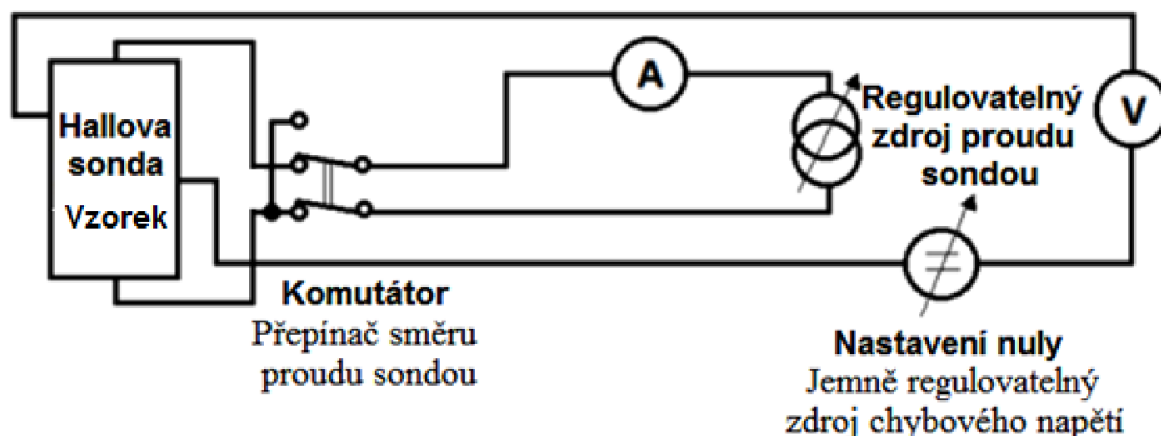 A
V
Hallova
sonda
Vzorek
Regulovatelný
zdroj proudu
sondou
Komutátor
Přepínač směru
proudu sondou
Nastavení nuly
Jemně regulovatelný
zdroj chybového napětí